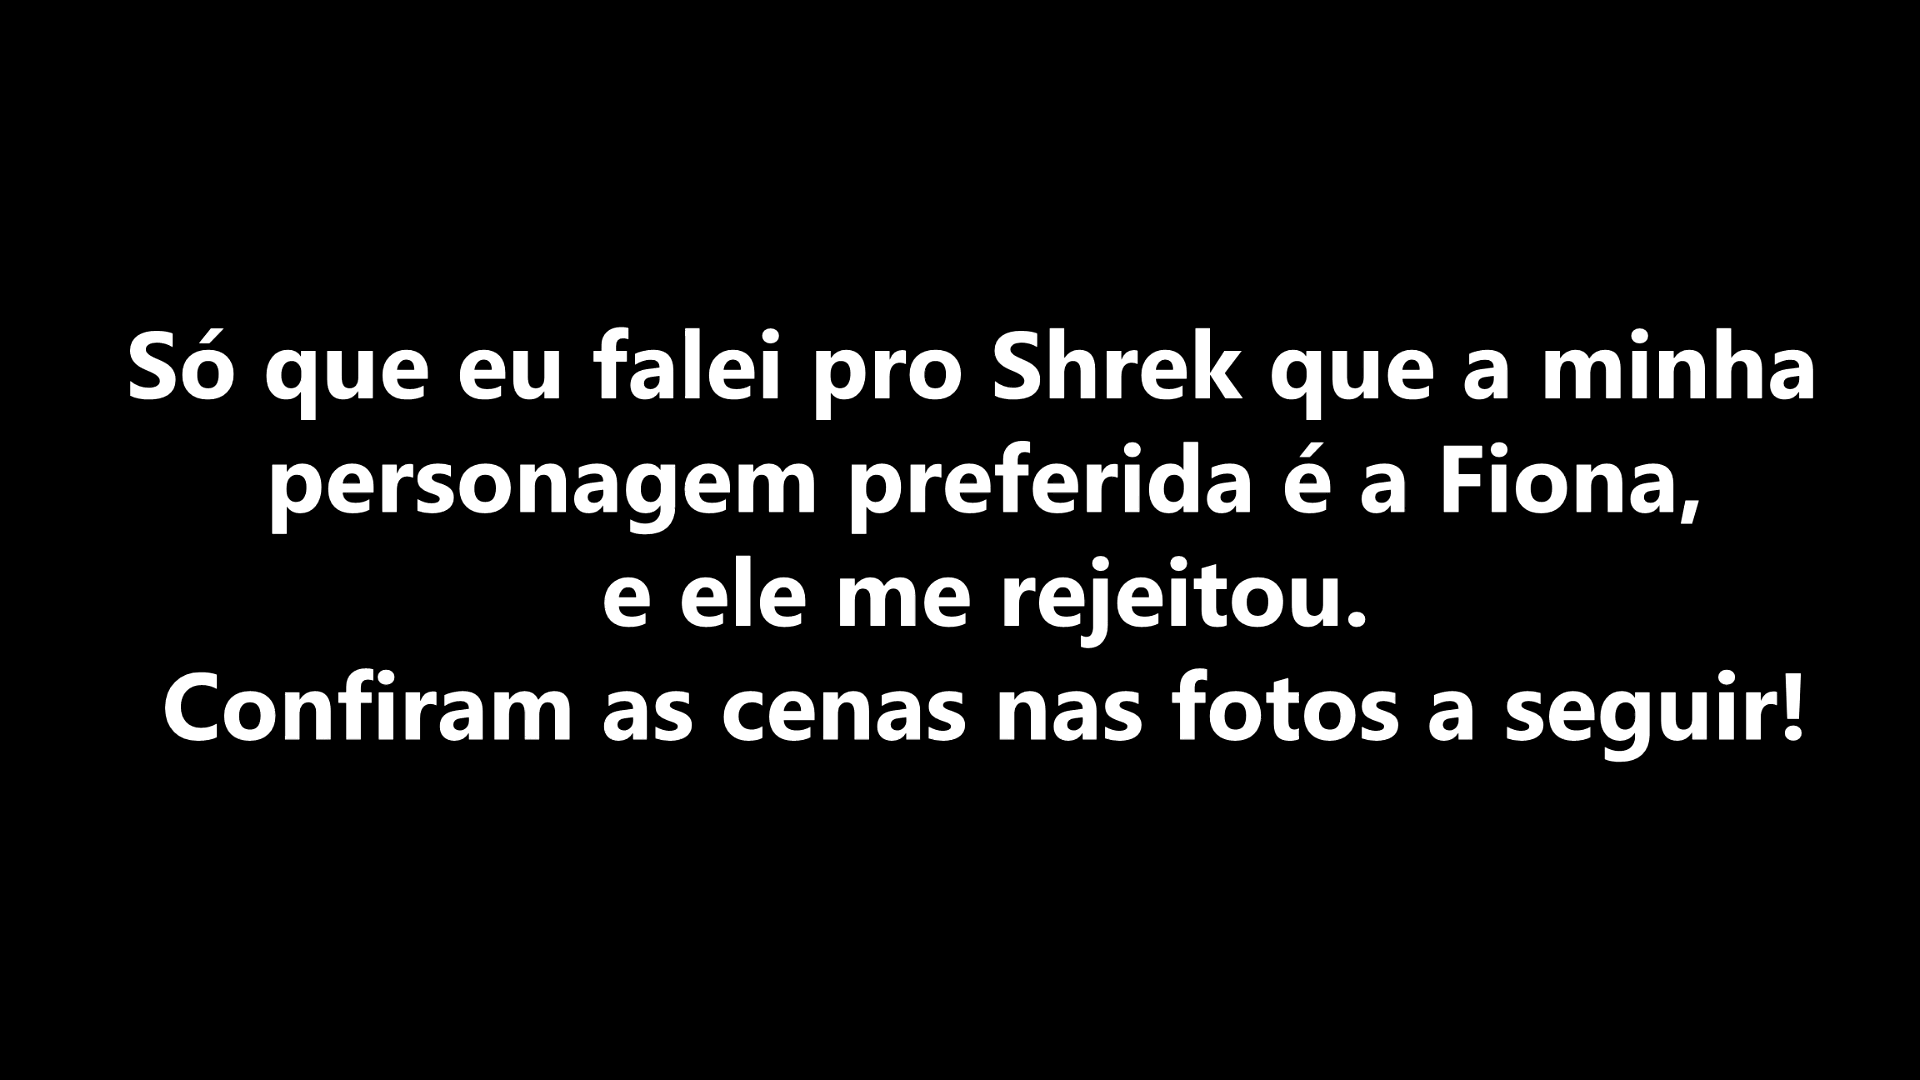 Só que eu falei pro Shrek que a minha
personagem preferida é a Fiona,
e ele me rejeitou.
Confiram as cenas nas fotos a seguir!